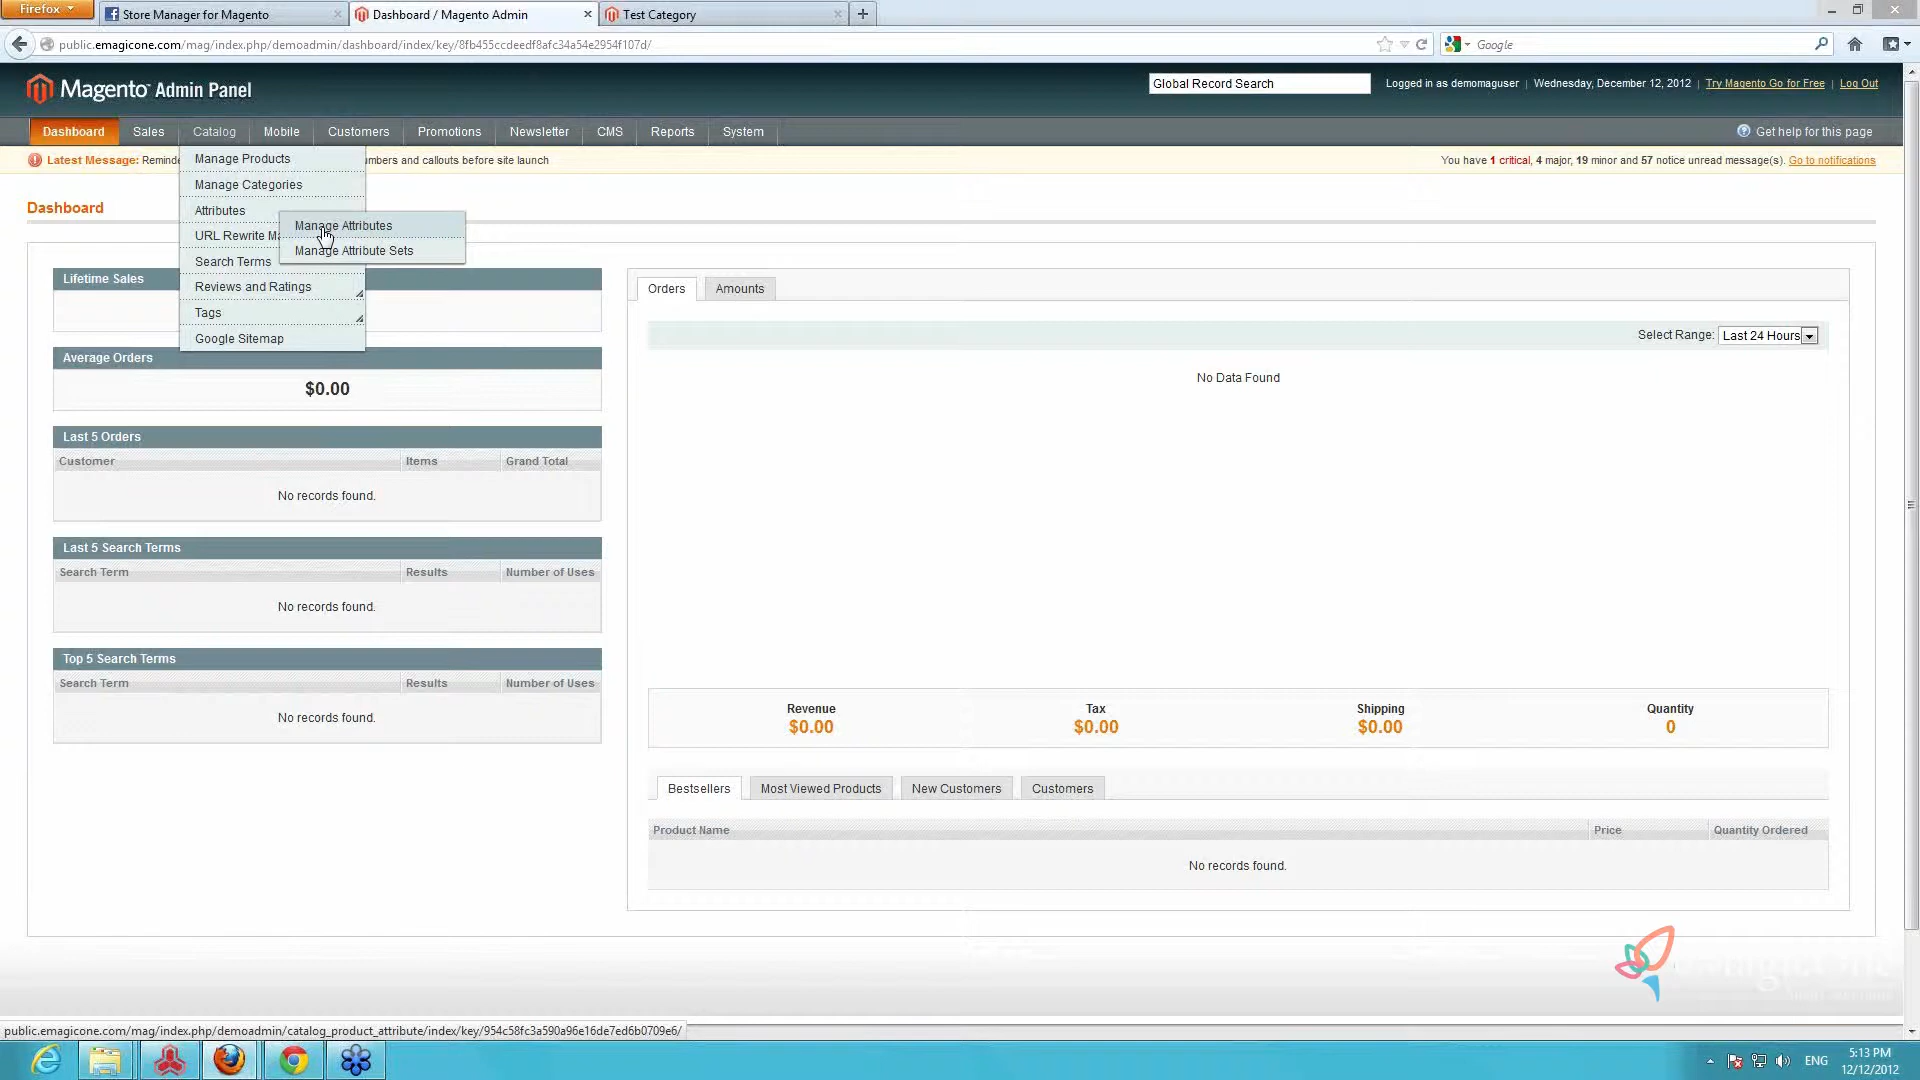 Firefox
Store Manager for Magento
Dashboard / Magento Admin
Test Category
public.emagicone.com/mag/index.php/demoadmin/dashboard/index/key/8fb455ccdeedf8afc34a54e2954f107d/
Google
Magento Admin Panel
Global Record Search
Logged in as demomaguser | Wednesday, December 12, 2012 | Try Magento Go for Free | Log Out
Dashboard Sales Catalog Mobile Customers Promotions Newsletter CMS Reports System
Get help for this page
Latest Message: Remind umbers and callouts before site launch
You have 1 critical, 4 major, 19 minor and 57 notice unread message(s). Go to notifications
Manage Products
Manage Categories
Attributes
Manage Attributes
URL Rewrite Ma
Manage Attribute Sets
Search Terms
Reviews and Ratings
Tags
Google Sitemap
Dashboard
Lifetime Sales
Average Orders
$0.00
Last 5 Orders
Customer Items Grand Total
No records found.
Last 5 Search Terms
Search Term Results Number of Uses
No records found.
Top 5 Search Terms
Search Term Results Number of Uses
No records found.
Orders Amounts
Select Range: Last 24 Hours
No Data Found
Revenue Tax Shipping Quantity
$0.00 $0.00 $0.00 0
Bestsellers Most Viewed Products New Customers Customers
Product Name Price Quantity Ordered
No records found.
public.emagicone.com/mag/index.php/demoadmin/catalog_product_attribute/index/key/954c58fc3a590a96e16de7ed6b0709e6/
ENG
5:13 PM
12/12/2012